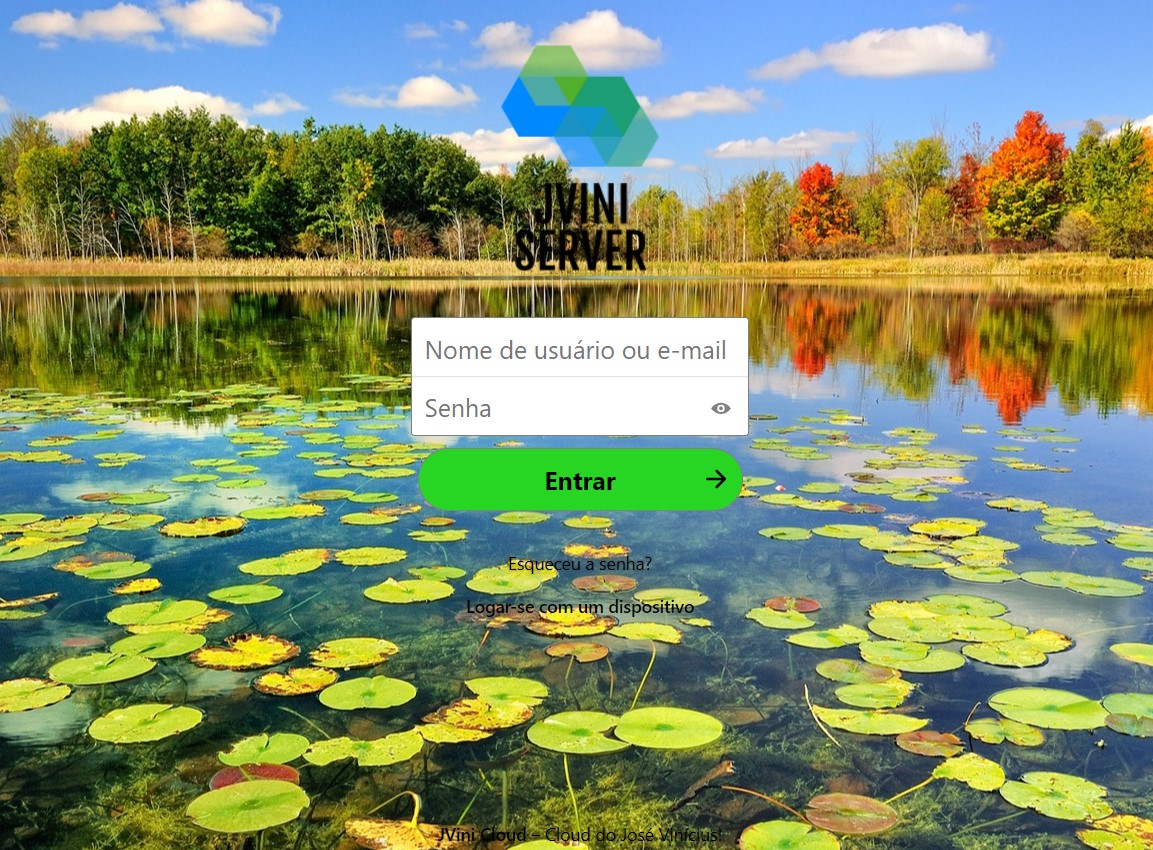 JVINI
SERVER
Nome de usuário ou e-mail
Senha
Entrar
Esqueceu a senha?
Logar-se com um dispositivo
JVini Cloud – Cloud do José Vinícius!